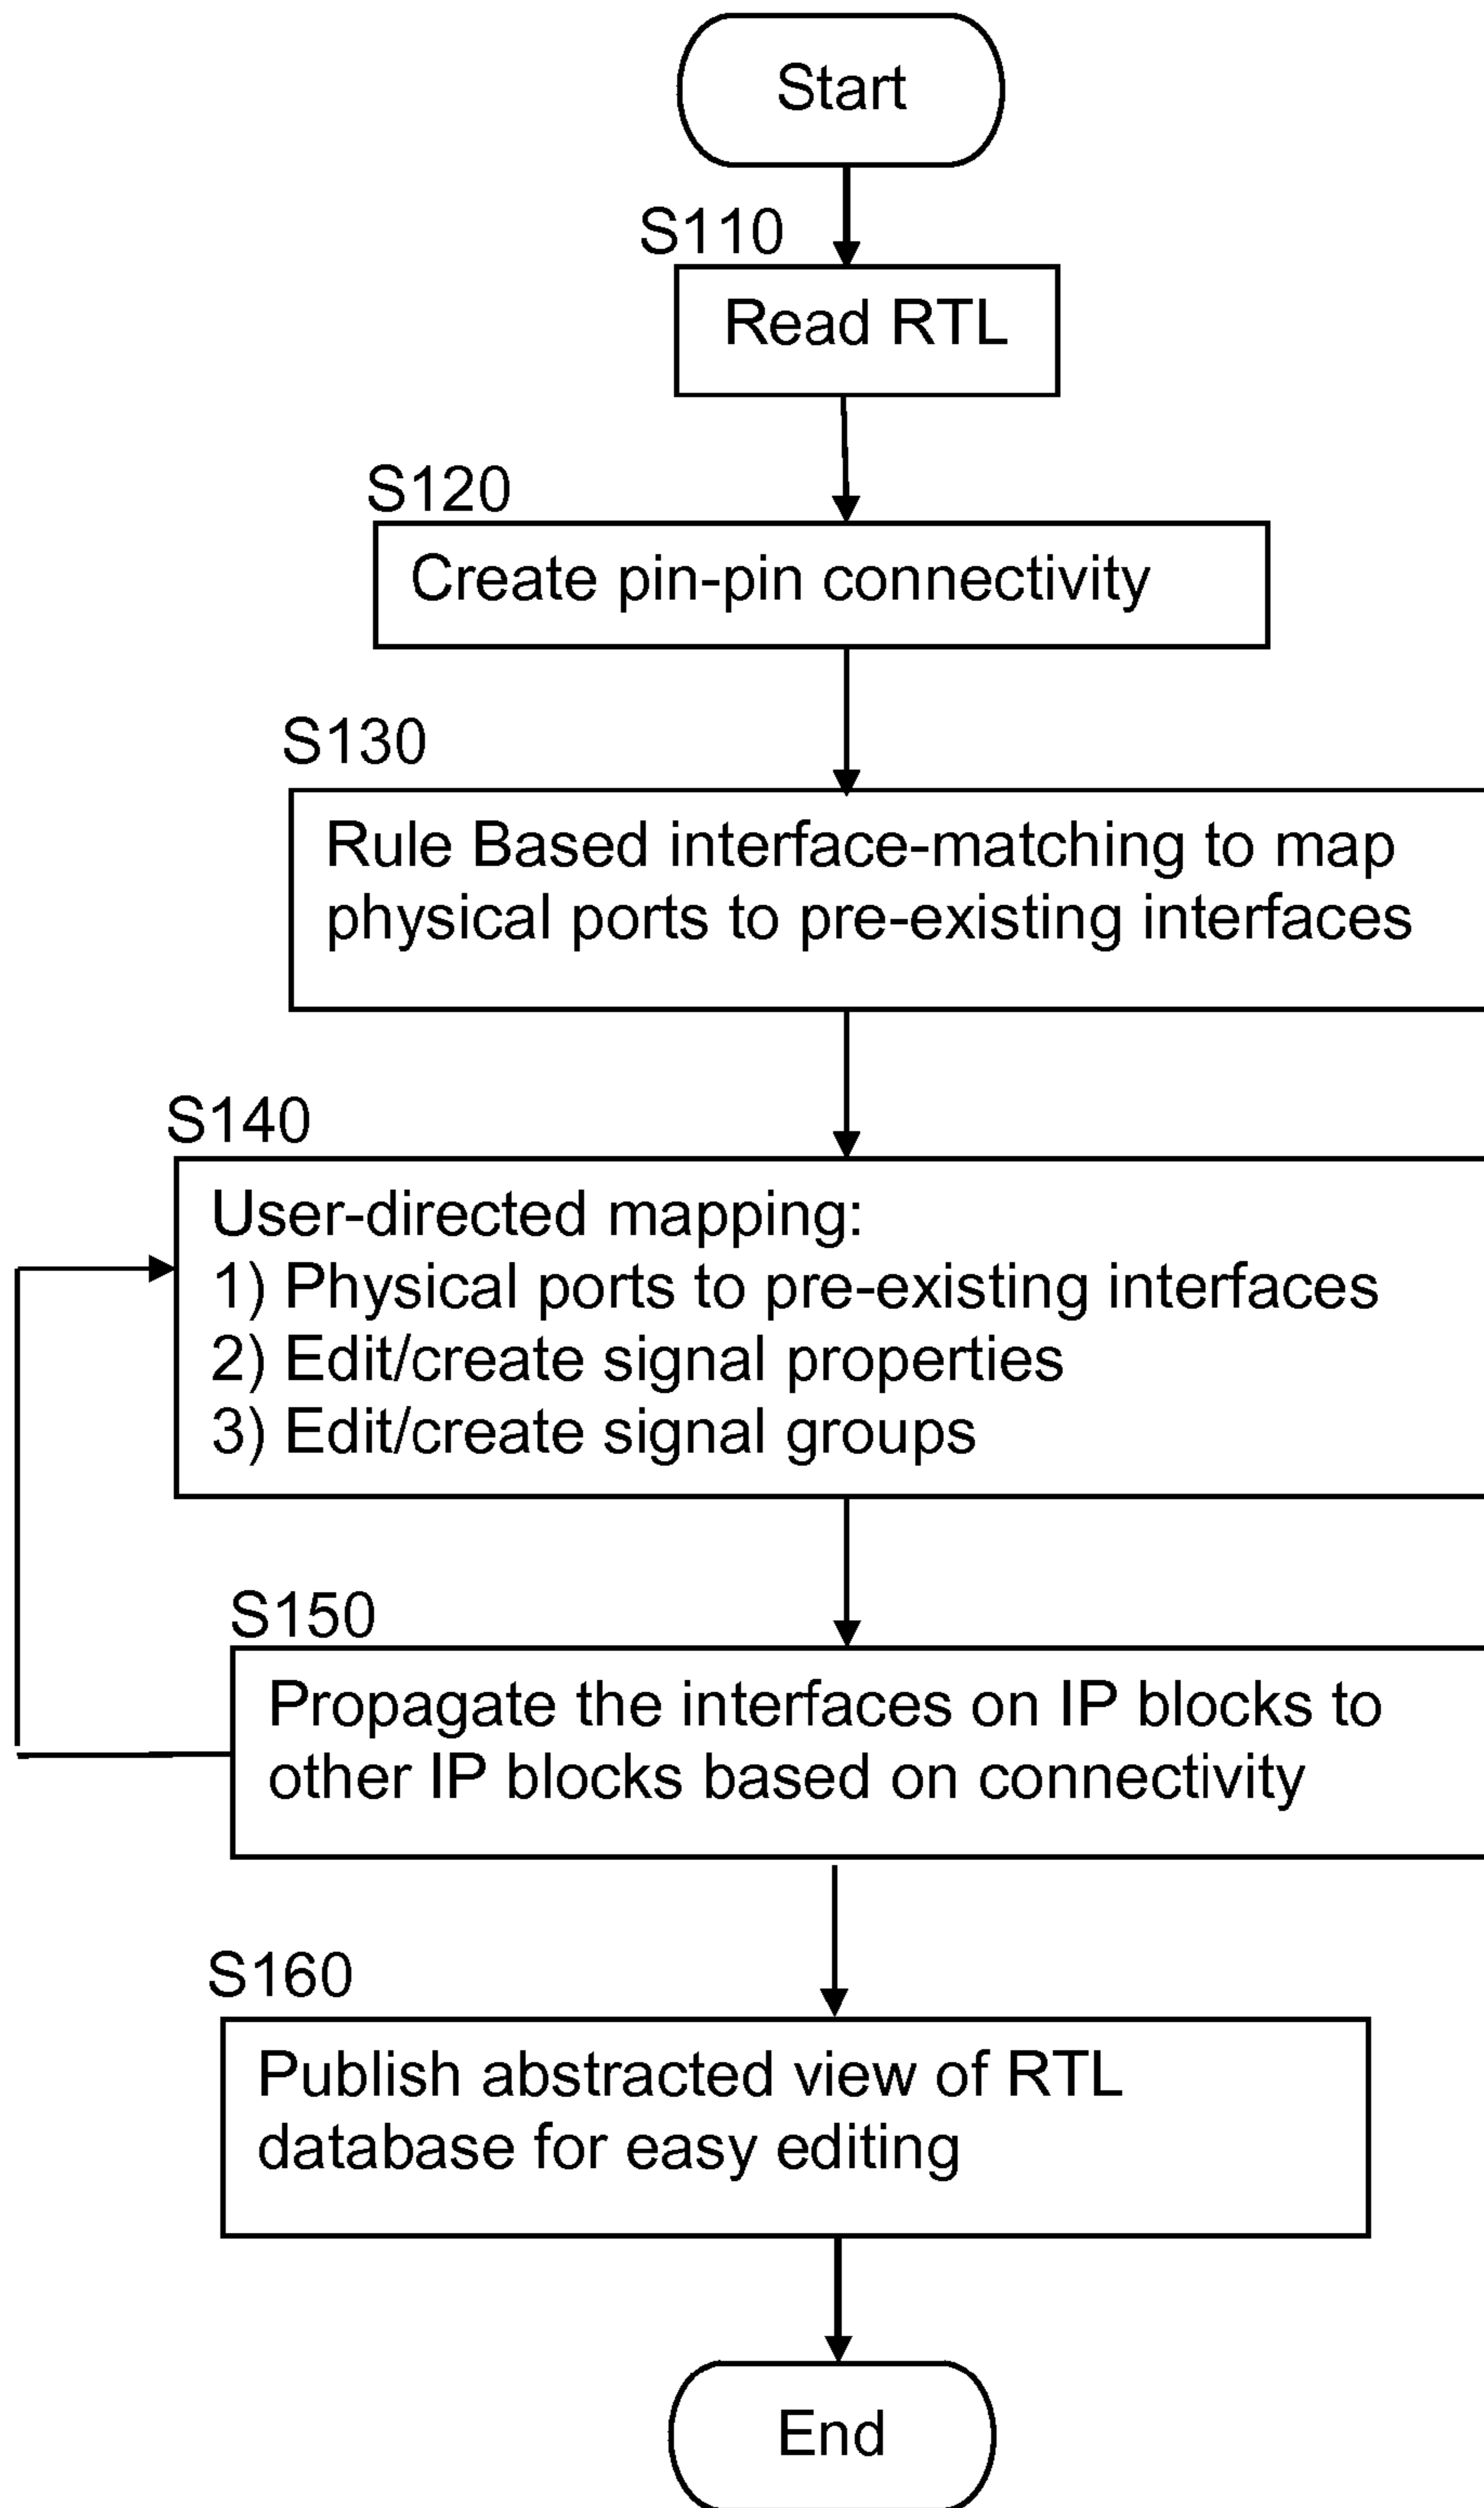 Start
S110
Read RTL
S120
Create pin-pin connectivity
S130
Rule Based interface-matching to map
physical ports to pre-existing interfaces
S140
User-directed mapping:
1) Physical ports to pre-existing interfaces
2) Edit/create signal properties
3) Edit/create signal groups
S150
Propagate the interfaces on IP blocks to
other IP blocks based on connectivity
S160
Publish abstracted view of RTL
database for easy editing
End